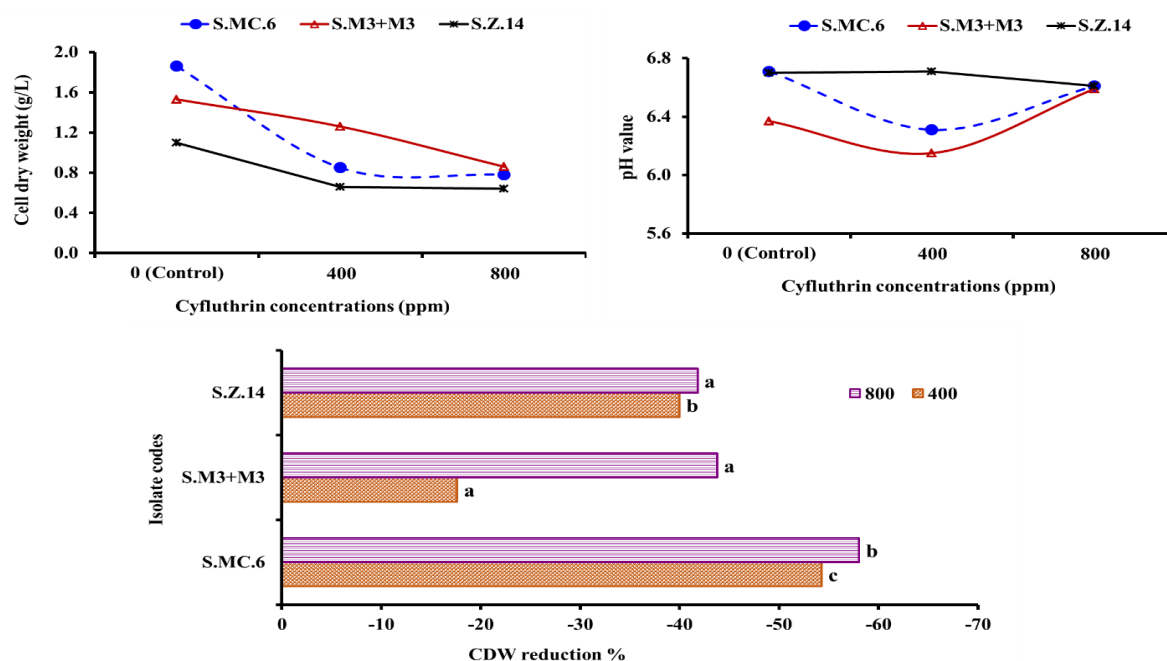 S.MC.6 S.M3+M3 S.Z.14
Cell dry weight (g/L)
2.0
1.6
1.2
0.8
0.4
0.0
0 (Control) 400 800
Cyfluthrin concentrations (ppm)
S.MC.6 S.M3+M3 S.Z.14
pH value
6.8
6.4
6.0
5.6
0 (Control) 400 800
Cyfluthrin concentrations (ppm)
Isolate codes
S.Z.14
a
b
800 400
S.M3+M3
a
a
S.MC.6
b
c
0 -10 -20 -30 -40 -50 -60 -70
CDW reduction %